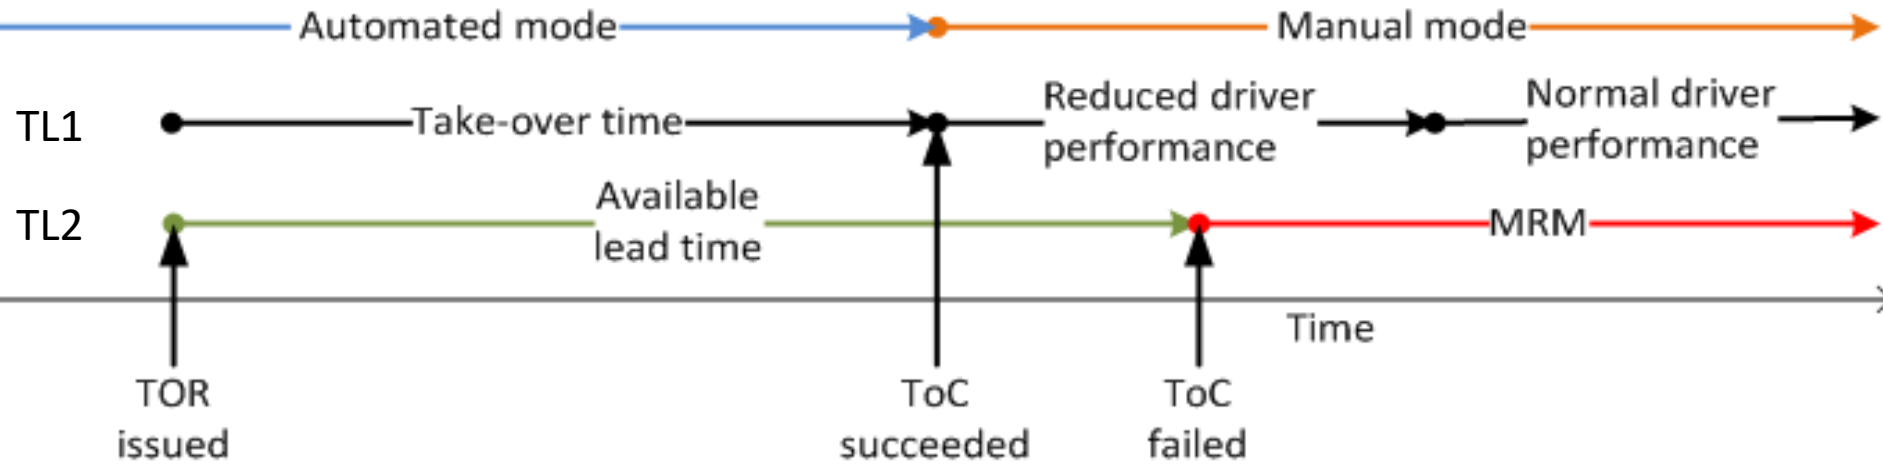 Automated mode
Manual mode
TL1
Take-over time
Reduced driver
performance
Normal driver
performance
TL2
Available
lead time
MRM
Time
TOR
issued
ToC
succeeded
ToC
failed